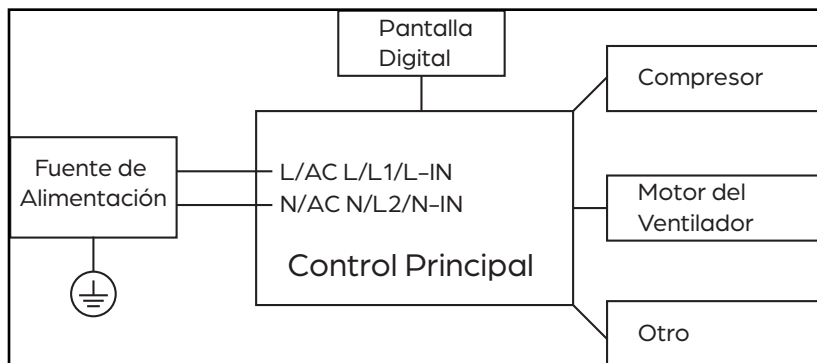 Pantalla
Digital
Compresor
Fuente de
Alimentación
L/AC L/L1/L-IN
N/AC N/L2/N-IN
Control Principal
Motor del
Ventilador
Otro